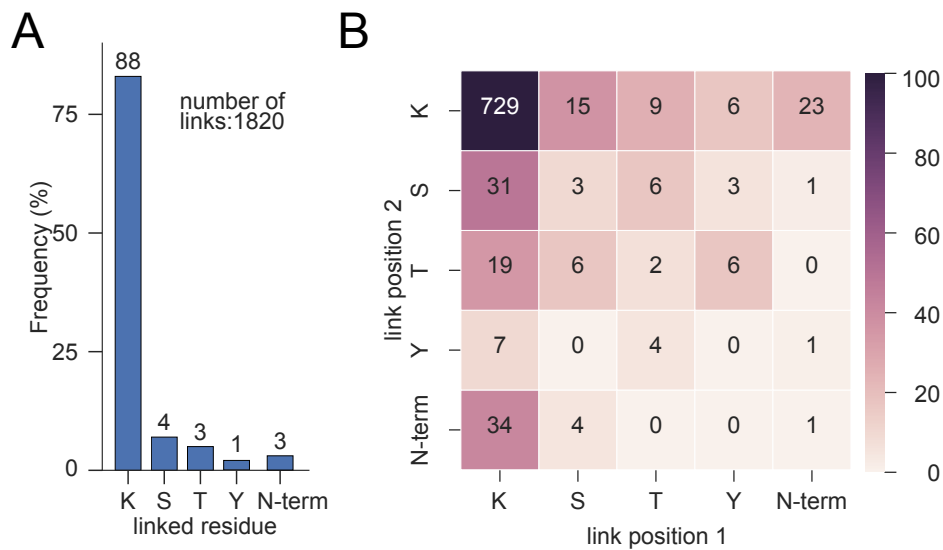 A
88
number of
links:1820
75
50
25
0
Frequency (%)
4
3
1
3
K S T Y N-term
linked residue
B
link position 2
K
729 15 9 6 23
S
31 3 6 3 1
T
19 6 2 6 0
Y
7 0 4 0 1
N-term
34 4 0 0 1
K S T Y N-term
link position 1
100
80
60
40
20
0